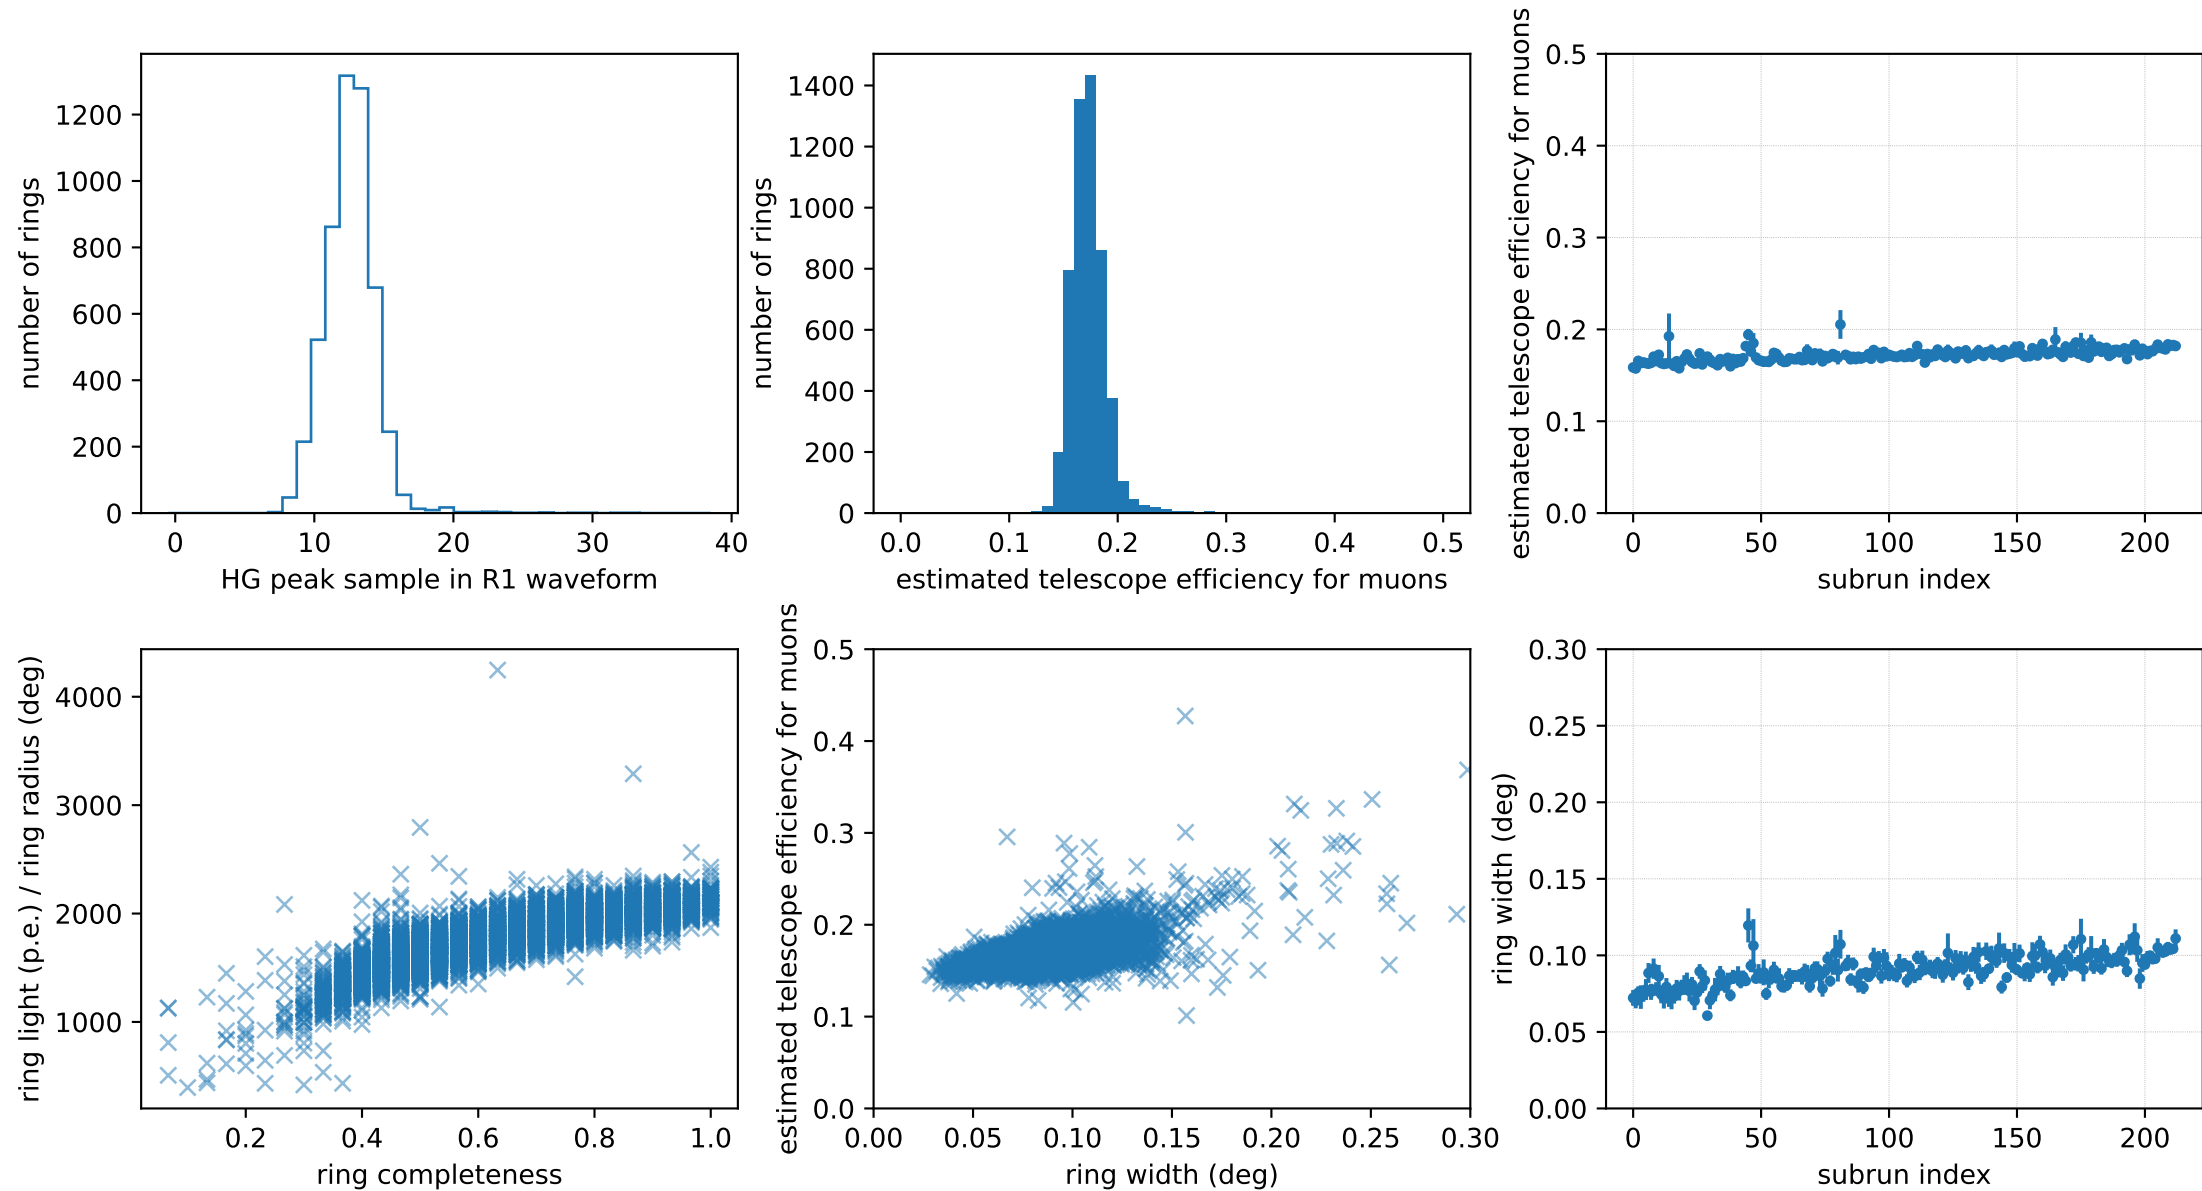 number of rings
1200
1000
800
600
400
200
0
0 10 20 30 40
HG peak sample in R1 waveform
number of rings
1400
1200
1000
800
600
400
200
0
0.0 0.1 0.2 0.3 0.4 0.5
estimated telescope efficiency for muons
estimated telescope efficiency for muons
0.5
0.4
0.3
0.2
0.1
0.0
0 50 100 150 200
subrun index
ring light (p.e.) / ring radius (deg)
4000
3000
2000
1000
0.2 0.4 0.6 0.8 1.0
ring completeness
estimated telescope efficiency for muons
0.5
0.4
0.3
0.2
0.1
0.0
0.00 0.05 0.10 0.15 0.20 0.25 0.30
ring width (deg)
ring width (deg)
0.30
0.25
0.20
0.15
0.10
0.05
0.00
0 50 100 150 200
subrun index